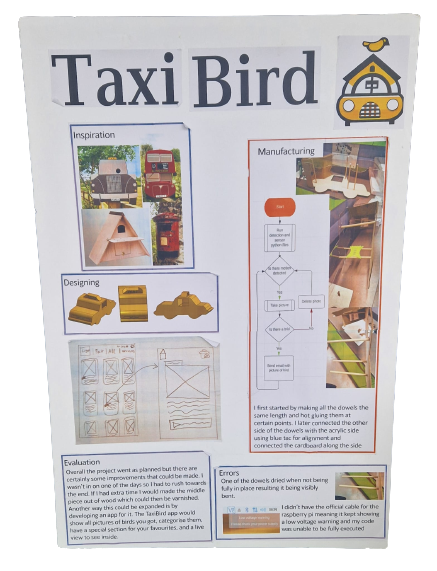 Taxi Bird
Inspiration
Manufacturing
Start
Run
detection and
sensor
python files
Is there motion
detected
Yes
Take picture
Delete photo
Is there a bird
No
Yes
Designing
I first started by making all the dowels the
same length and hot gluing them at
certain points. I later connected the other
side of the dowels with the acrylic side
using blue tac for alignment and
connected the cardboard along the side
Evaluation
Overall the project went as planned but there are
certainly some improvements that could be made. I
wasn't in on one of the days so I had to rush towards
the end. If I had extra time I would made the middle
piece out of wood which could then be varnished.
Another way this could be expanded is by
developing an app for it. The TaxiBird app would
show all pictures of birds you got, categorise them,
have a special section for your favourites, and a live
view to see inside.
Errors
One of the dowels dried when not being
fully in place resulting it being visibly
bent.
I didn't have the official cable for the
raspberry pi meaning it kept showing
a low voltage warning and my code
was unable to be fully executed